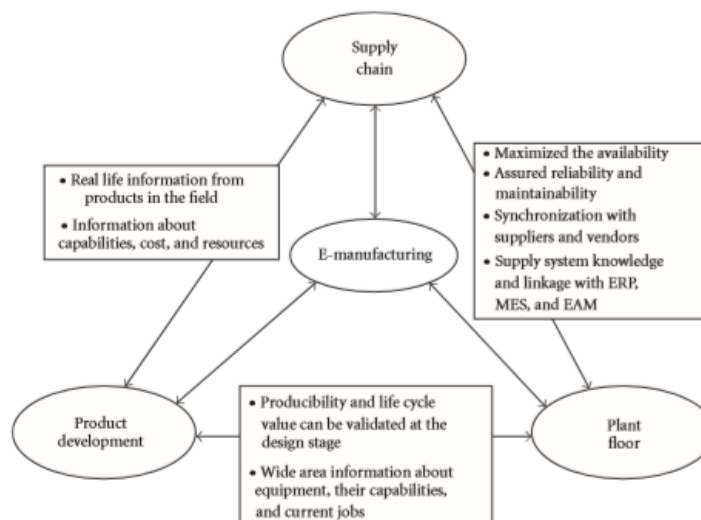 Supply
chain
• Real life information from
products in the field
• Information about
capabilities, cost, and resources
• Maximized the availability
• Assured reliability and
maintainability
• Synchronization with
suppliers and vendors
• Supply system knowledge
and linkage with ERP,
MES, and EAM
E-manufacturing
Product
development
• Producibility and life cycle
value can be validated at the
design stage
• Wide area information about
equipment, their capabilities,
and current jobs
Plant
floor